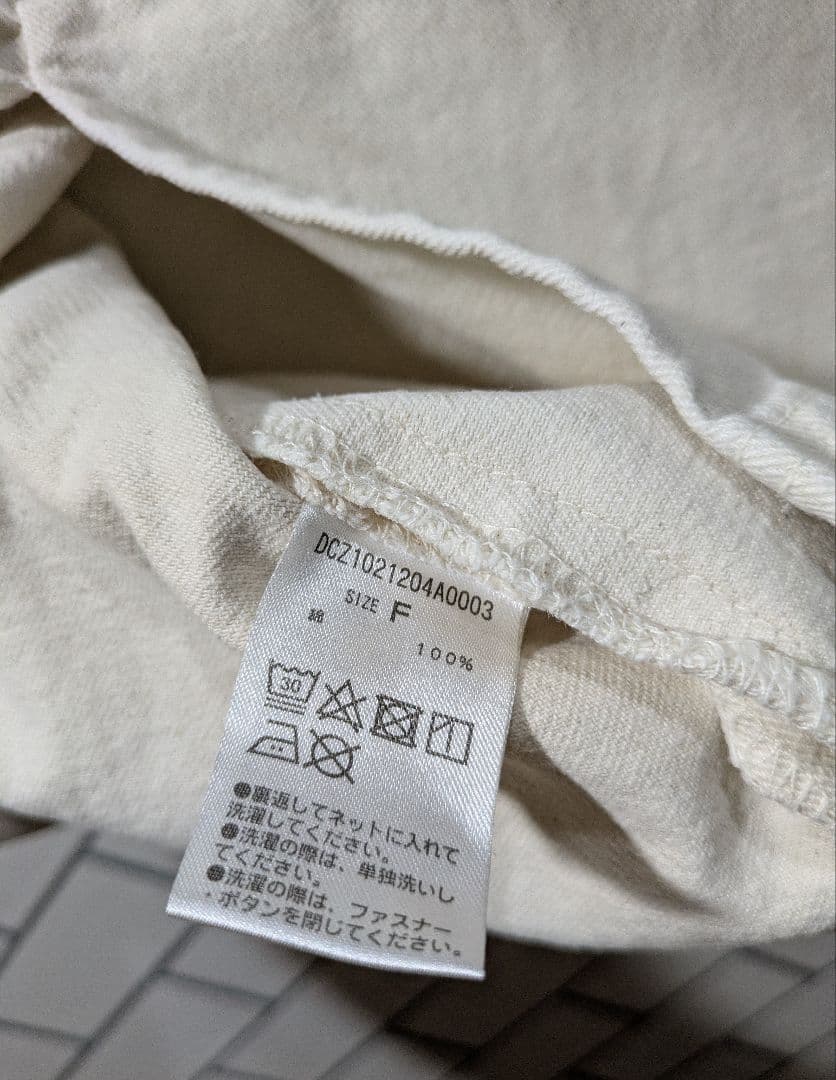 DCZ1021204A0003
SIZE F
綿 100%
30
●裏返してネットに入れて
洗濯してください。
●洗濯の際は、単独洗いし
てください。
●洗濯の際は、ファスナー
・ボタンを閉じてください。